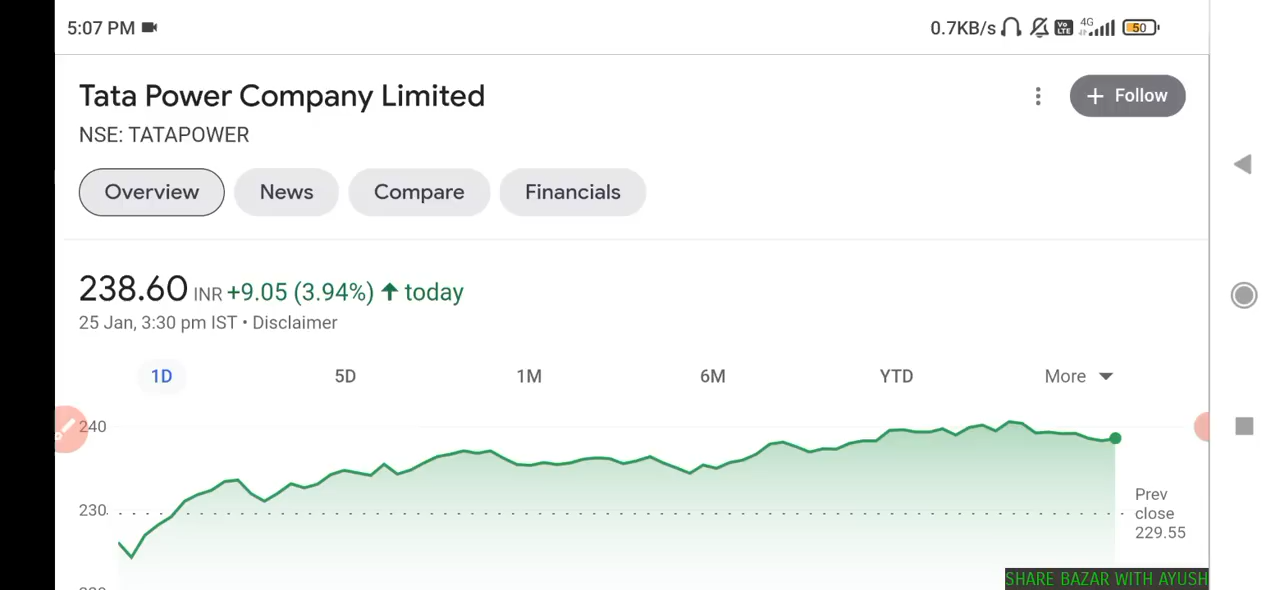 5:07 PM
0.7KB/s Vo LTE 4G 50
Tata Power Company Limited
+ Follow
NSE: TATAPOWER
Overview News Compare Financials
238.60 INR +9.05 (3.94%) ↑ today
25 Jan, 3:30 pm IST • Disclaimer
1D 5D 1M 6M YTD More
240
230
Prev
close
229.55
SHARE BAZAR WITH AYUSH